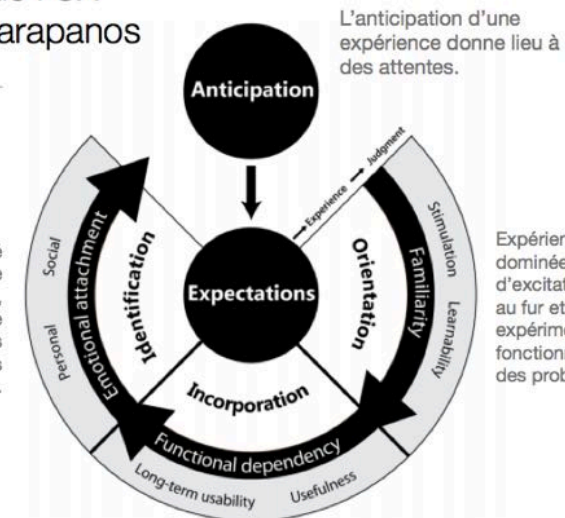 arapanos
L'anticipation d'une
expérience donne lieu à
des attentes.
Anticipation
Experience
Judgment
Expectations
Orientation
Familiarity
Stimulation
Learnability
Incorporation
Functional dependency
Long-term usability
Usefulness
Identification
Emotional attachment
Social
Personal
Expérien
dominée
d'excitat
au fur et
expérime
fonctionn
des prob